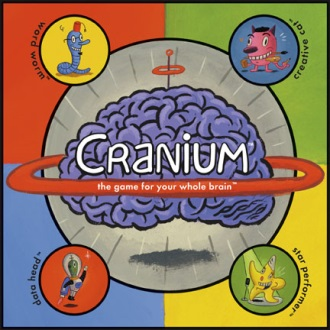 word worm™
creative cat™
CRANIUM
the game for your whole brain™
data head™
star performer™